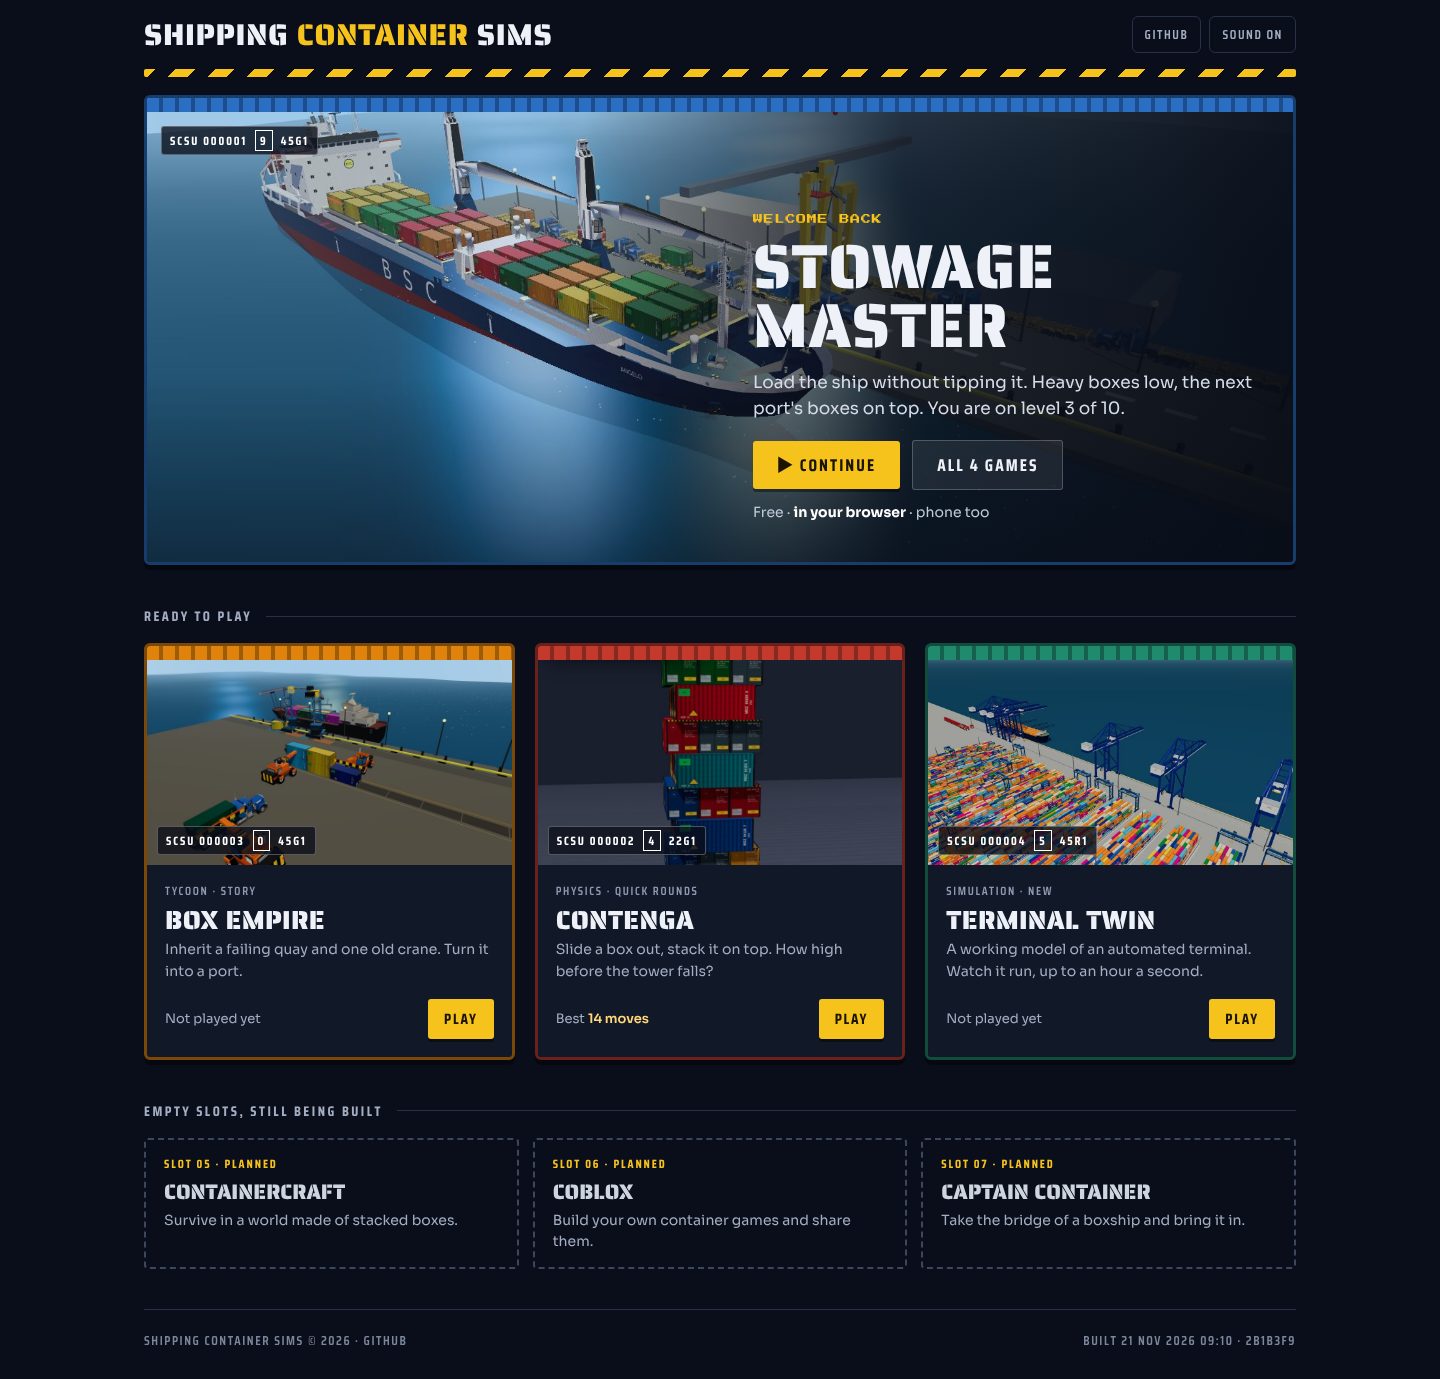 SHIPPING CONTAINER SIMS
GITHUB
SOUND ON
SCSU 000001 9 45G1
BSC
WELCOME BACK
STOWAGE
MASTER
Load the ship without tipping it. Heavy boxes low, the next
port's boxes on top. You are on level 3 of 10.
▶ CONTINUE
ALL 4 GAMES
Free · in your browser · phone too
READY TO PLAY
SCSU 000003 0 45G1
TYCOON · STORY
BOX EMPIRE
Inherit a failing quay and one old crane. Turn it
into a port.
Not played yet
PLAY
SCSU 000002 4 22G1
PHYSICS · QUICK ROUNDS
CONTENGA
Slide a box out, stack it on top. How high
before the tower falls?
Best 14 moves
PLAY
SCSU 000004 5 45R1
SIMULATION · NEW
TERMINAL TWIN
A working model of an automated terminal.
Watch it run, up to an hour a second.
Not played yet
PLAY
EMPTY SLOTS, STILL BEING BUILT
SLOT 05 · PLANNED
CONTAINERCRAFT
Survive in a world made of stacked boxes.
SLOT 06 · PLANNED
COBLOX
Build your own container games and share
them.
SLOT 07 · PLANNED
CAPTAIN CONTAINER
Take the bridge of a boxship and bring it in.
SHIPPING CONTAINER SIMS © 2026 · GITHUB
BUILT 21 NOV 2026 09:10 · 2B1B3F9